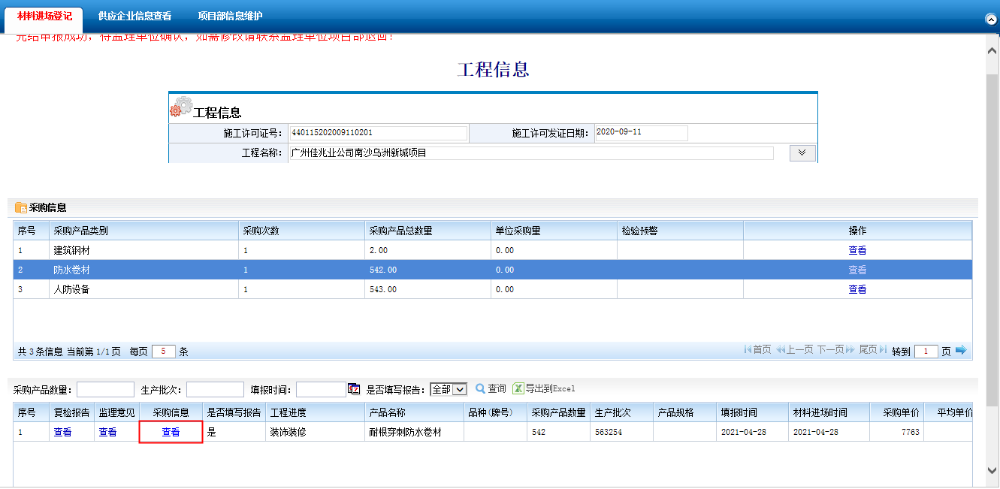 材料进场登记 供应企业信息查看 项目部信息维护
完结申报成功，待监理单位确认，如需修改请联系监理单位项目部退回！
工程信息
工程信息
施工许可证号： 440115202009110201 施工许可发证日期： 2020-09-11
工程名称： 广州佳兆业公司南沙乌洲新城项目
采购信息
序号 采购产品类别 采购次数 采购产品总数量 单位采购量 检验预警 操作
1 建筑钢材 1 2.00 0.00 查看
2 防水卷材 1 542.00 0.00 查看
3 人防设备 1 543.00 0.00 查看
共 3 条信息 当前第 1/1 页 每页 5 条 首页 上一页 下一页 尾页 转到 1 页
采购产品数量： 生产批次： 填报时间： 是否填写报告： 全部 查询 导出到Excel
序号 复检报告 监理意见 采购信息 是否填写报告 工程进度 产品名称 品种(牌号) 采购产品数量 生产批次 产品规格 填报时间 材料进场时间 采购单价 平均单价
1 查看 查看 查看 是 装饰装修 耐根穿刺防水卷材 542 563254 2021-04-28 2021-04-28 7763